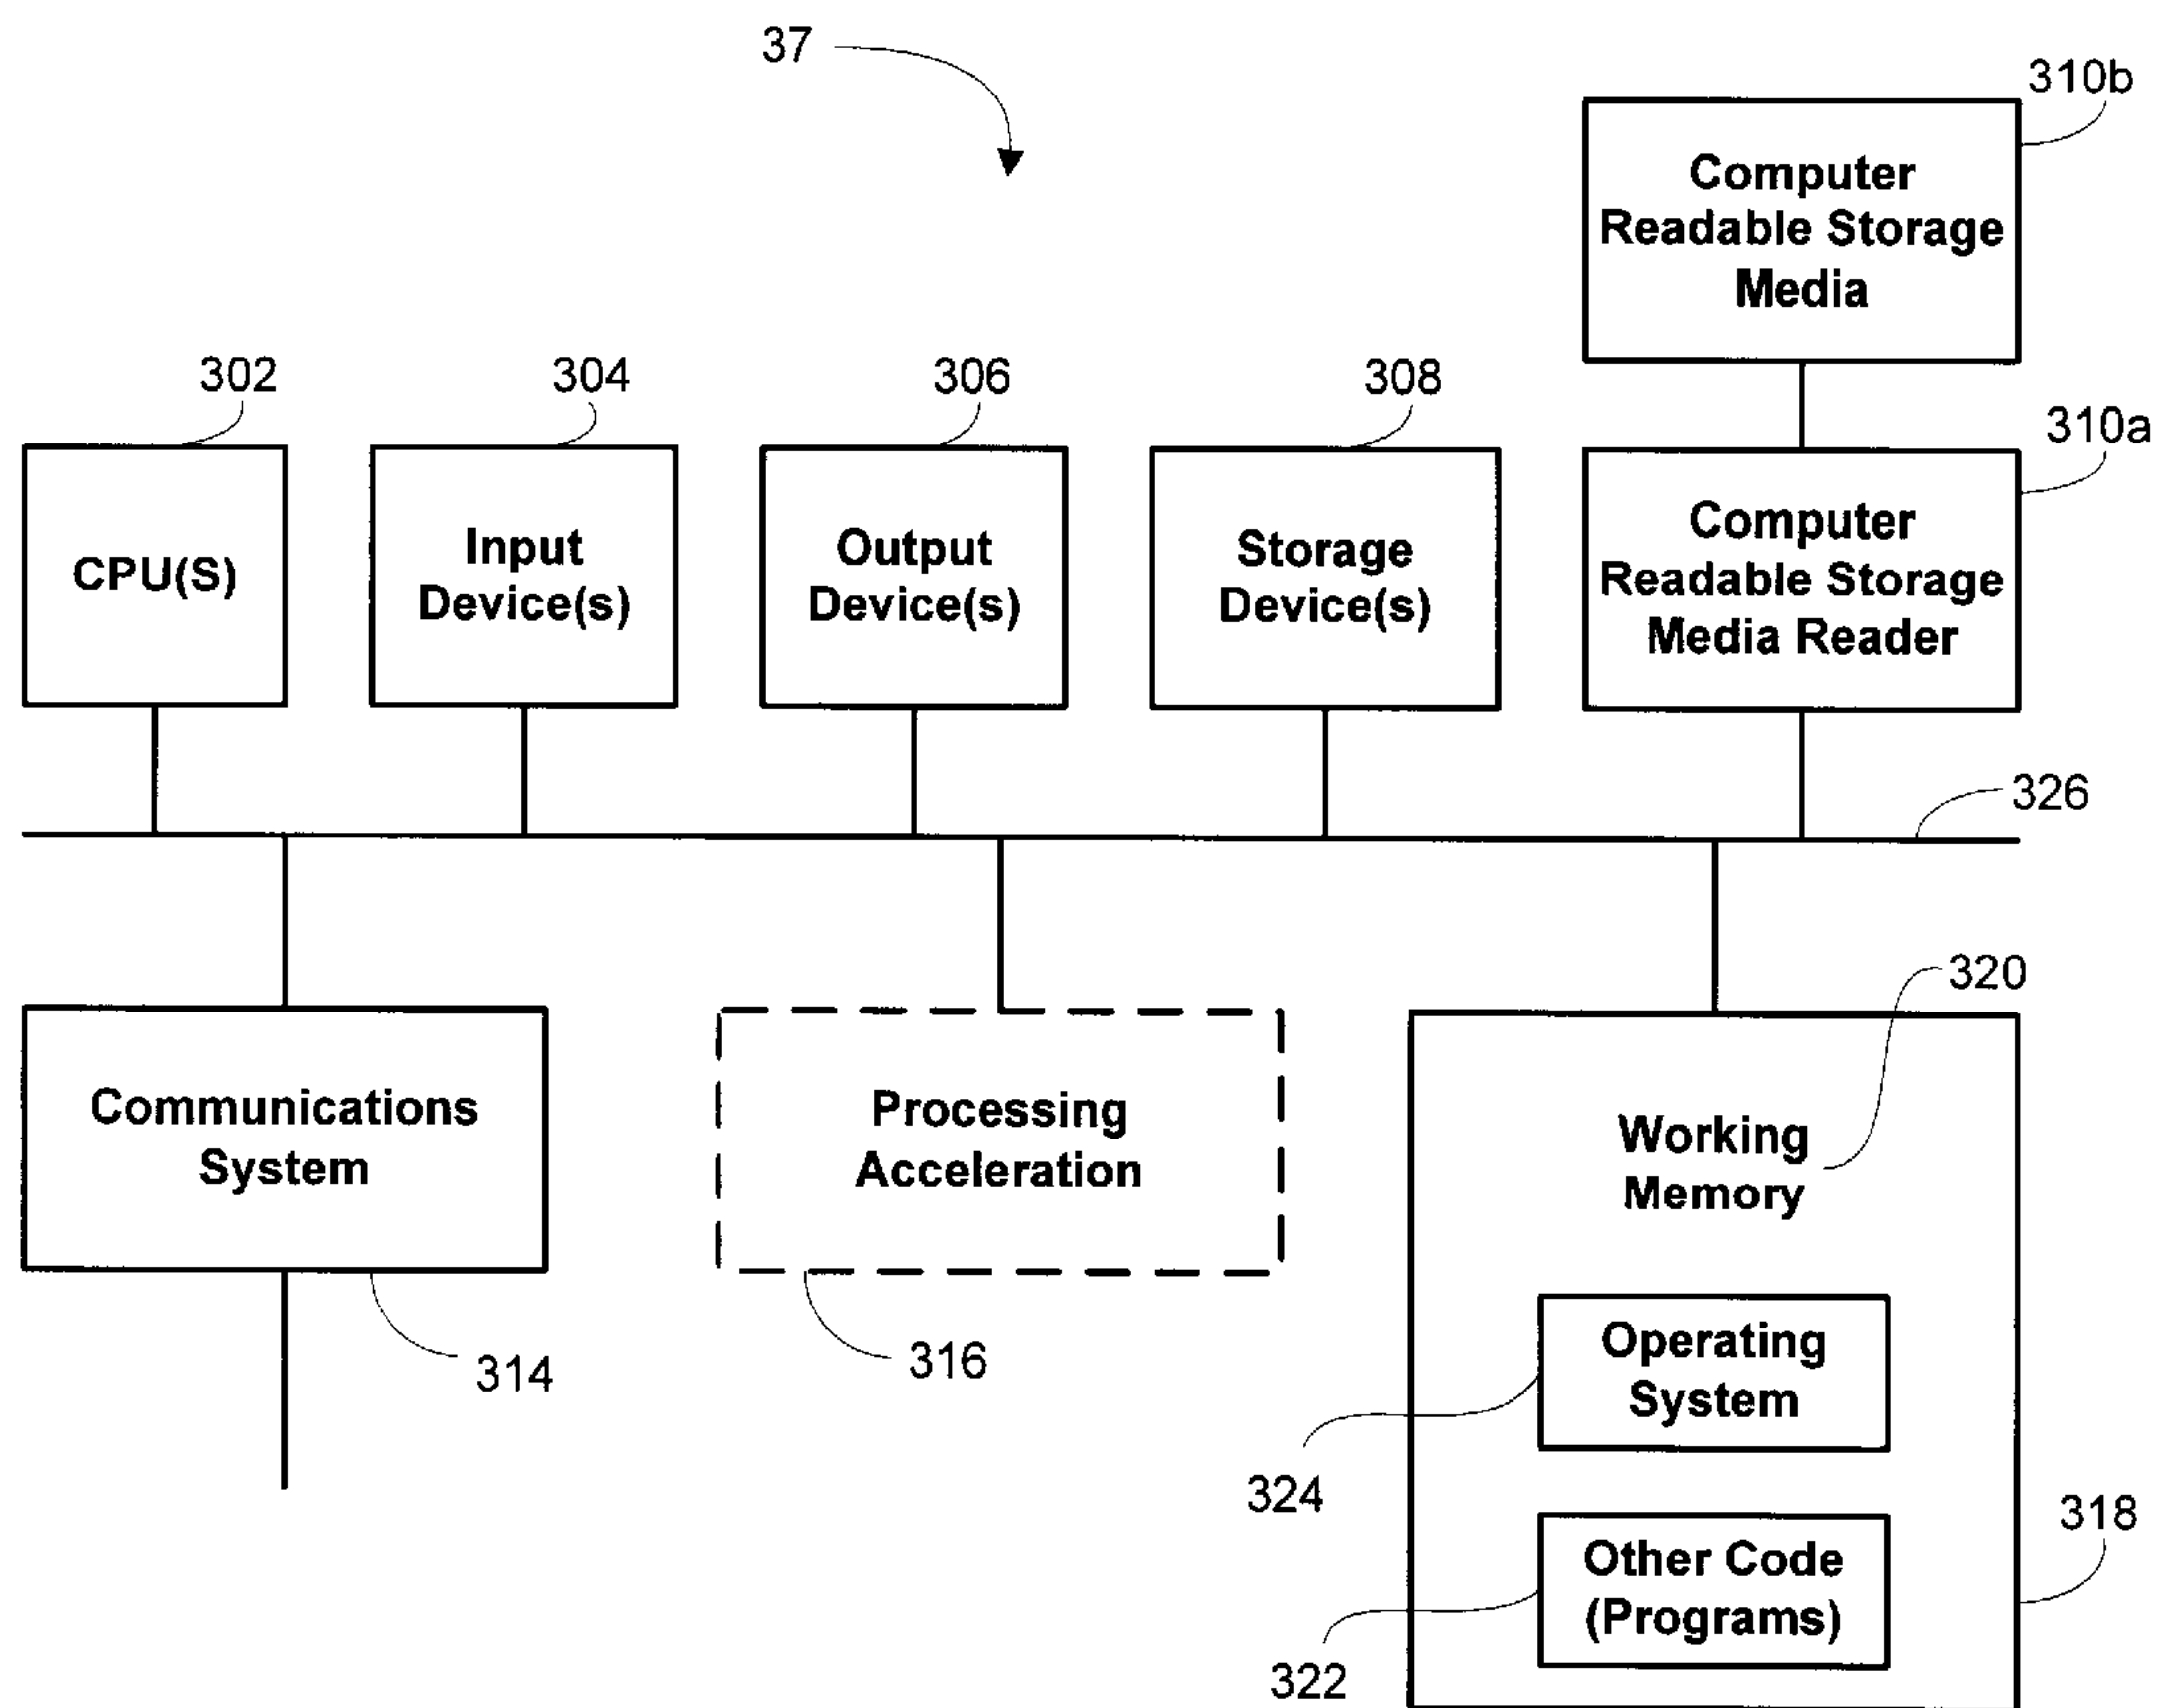 37
310b
Computer
Readable Storage
Media
302
304
306
308
310a
CPU(S)
Input
Device(s)
Output
Device(s)
Storage
Device(s)
Computer
Readable Storage
Media Reader
326
320
Communications
System
Processing
Acceleration
Working
Memory
314
316
Operating
System
324
318
Other Code
(Programs)
322